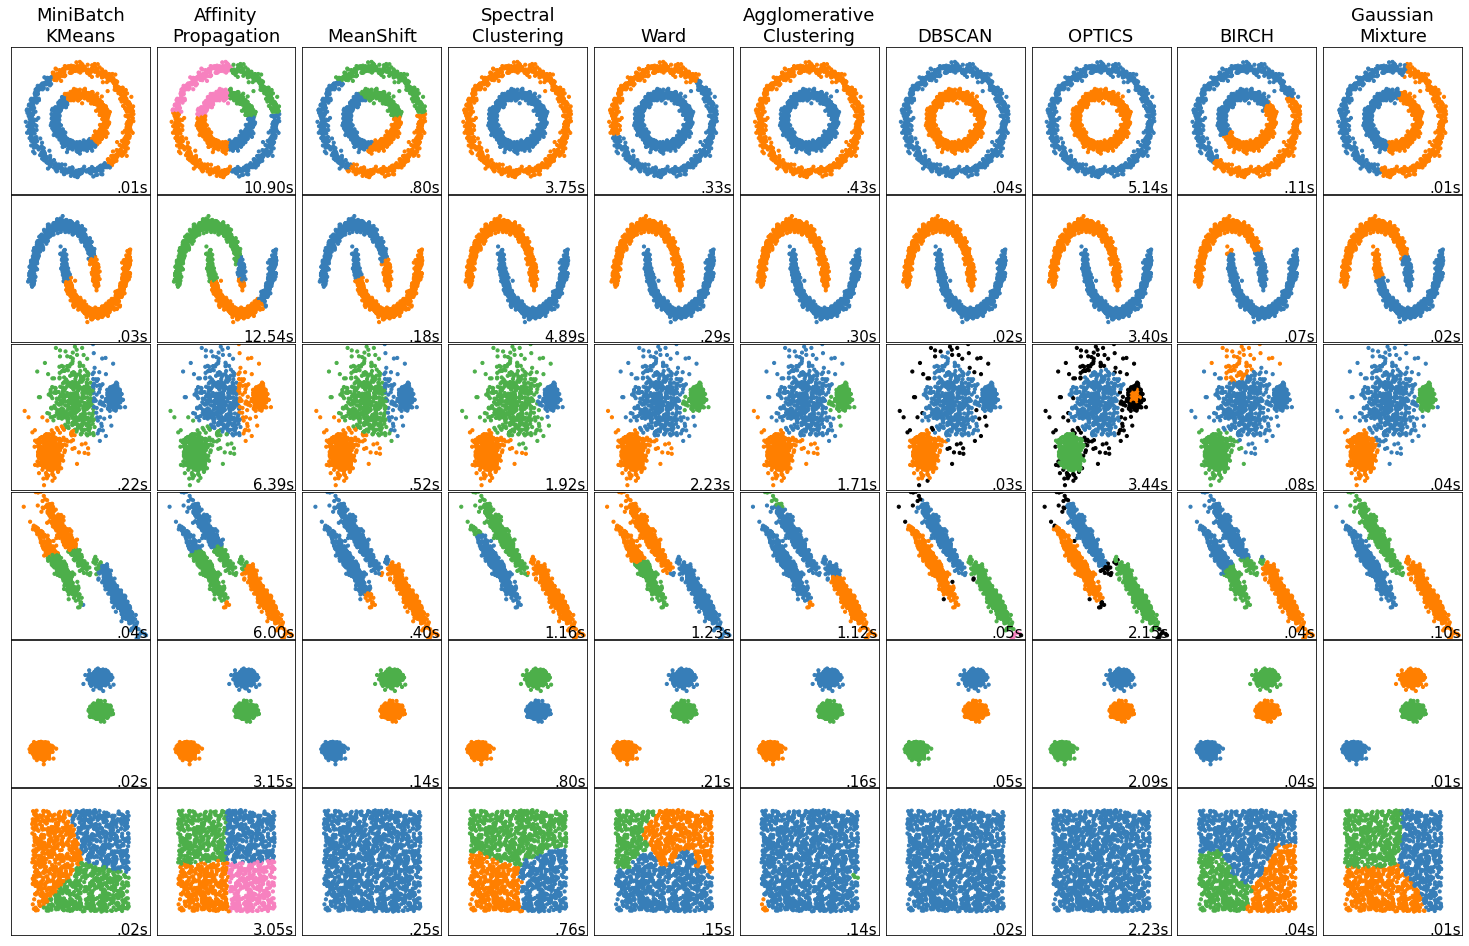 MiniBatch
KMeans
Affinity
Propagation
MeanShift
Spectral
Clustering
Ward
Agglomerative
Clustering
DBSCAN
OPTICS
BIRCH
Gaussian
Mixture
.01s
10.90s
.80s
3.75s
.33s
.43s
.04s
5.14s
.11s
.01s
.03s
12.54s
.18s
4.89s
.29s
.30s
.02s
3.40s
.07s
.02s
.22s
6.39s
.52s
1.92s
2.23s
1.71s
.03s
3.44s
.08s
.04s
.04s
6.00s
.40s
1.16s
1.23s
1.12s
.05s
2.15s
.04s
.10s
.02s
3.15s
.14s
.80s
.21s
.16s
.05s
2.09s
.04s
.01s
.02s
3.05s
.25s
.76s
.15s
.14s
.02s
2.23s
.04s
.01s